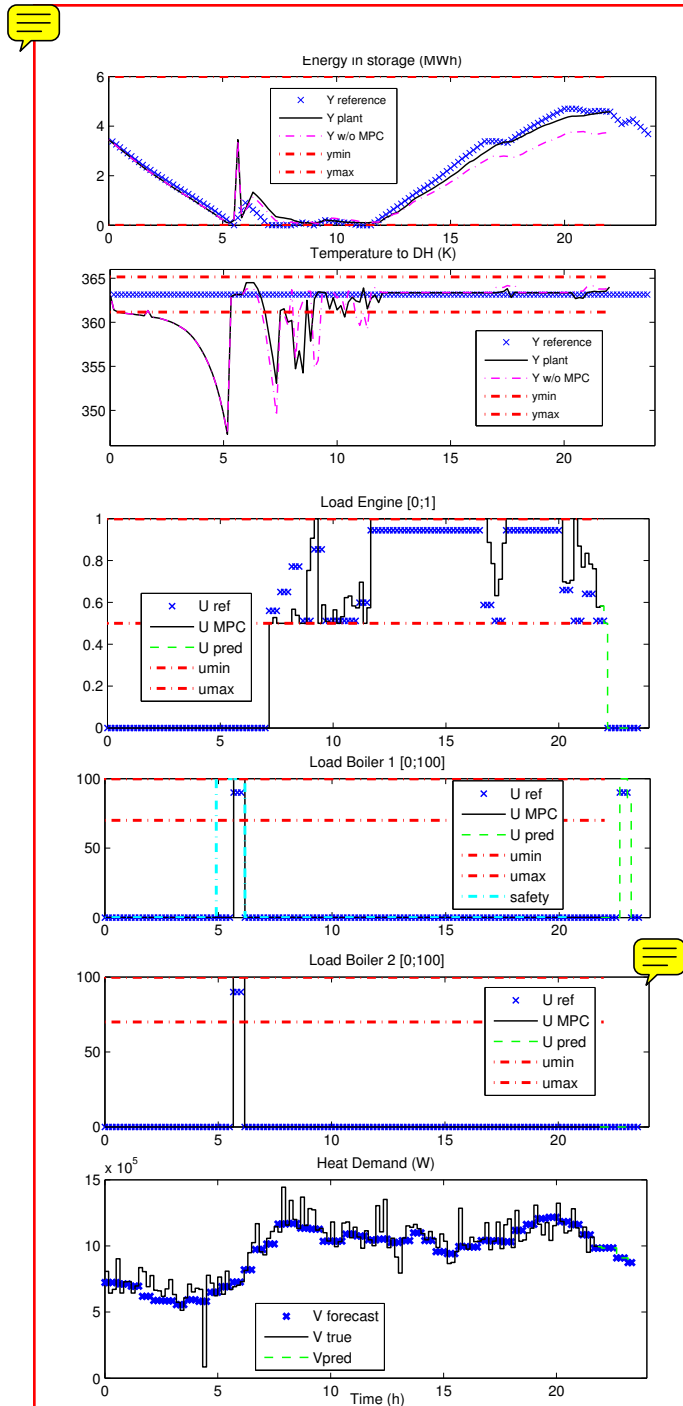 Energy in storage (MWh)
6
4
2
0
Y reference
Y plant
Y w/o MPC
ymin
ymax
0 5 10 15 20
Temperature to DH (K)
365
360
355
350
Y reference
Y plant
Y w/o MPC
ymin
ymax
0 5 10 15 20
Load Engine [0;1]
1
0.8
0.6
0.4
0.2
0
U ref
U MPC
U pred
umin
umax
0 5 10 15 20
Load Boiler 1 [0;100]
100
50
0
U ref
U MPC
U pred
umin
umax
safety
0 5 10 15 20
Load Boiler 2 [0;100]
100
50
0
U ref
U MPC
U pred
umin
umax
0 5 10 15 20
Heat Demand (W)
x 10^5
15
10
5
0
V forecast
V true
Vpred
0 5 10 15 20
Time (h)